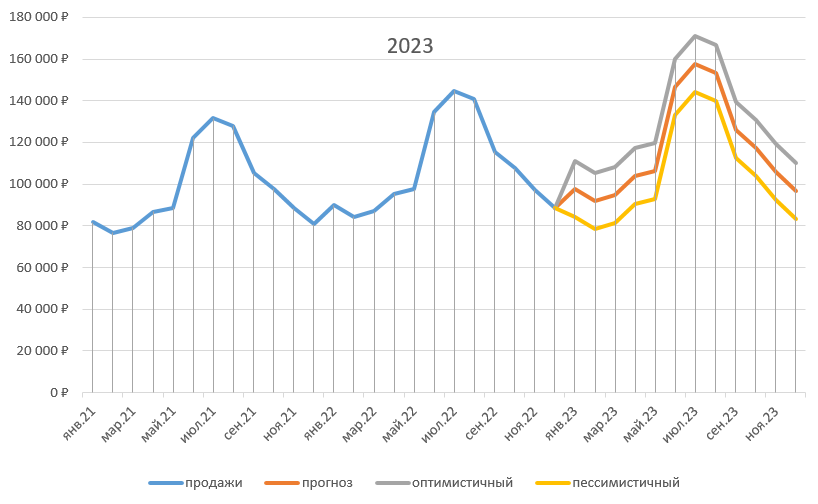 180 000 ₽
2023
160 000 ₽
140 000 ₽
120 000 ₽
100 000 ₽
80 000 ₽
60 000 ₽
40 000 ₽
20 000 ₽
0 ₽
янв.21
мар.21
май.21
июл.21
сен.21
ноя.21
янв.22
мар.22
май.22
июл.22
сен.22
ноя.22
янв.23
мар.23
май.23
июл.23
сен.23
ноя.23
продажи прогноз оптимистичный пессимистичный